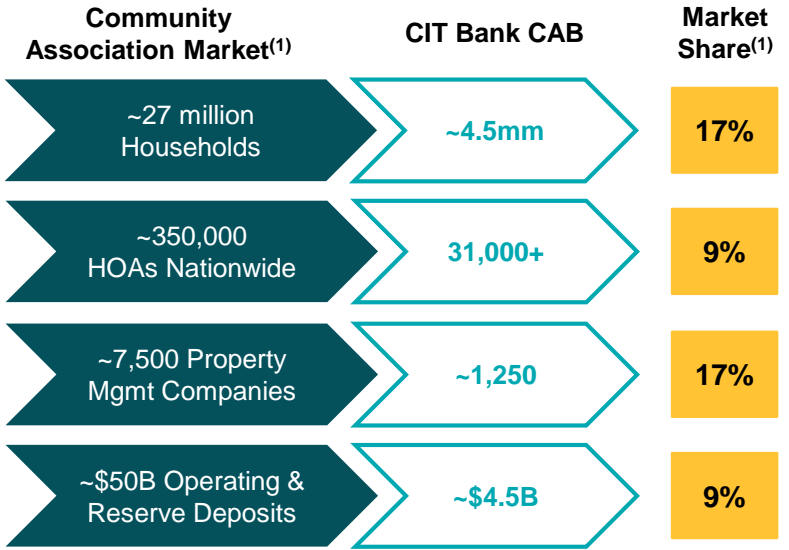 Community
Association Market(1)
CIT Bank CAB
Market
Share(1)
~27 million
Households
~4.5mm
17%
~350,000
HOAs Nationwide
31,000+
9%
~7,500 Property
Mgmt Companies
~1,250
17%
~$50B Operating &
Reserve Deposits
~$4.5B
9%